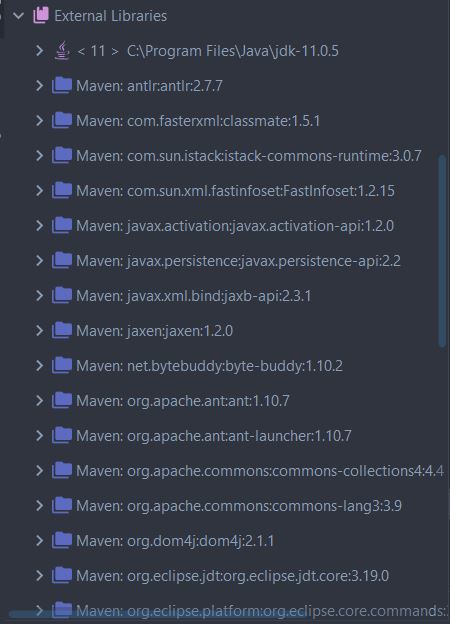 External Libraries
< 11 > C:\Program Files\Java\jdk-11.0.5
Maven: antlr:antlr:2.7.7
Maven: com.fasterxml:classmate:1.5.1
Maven: com.sun.istack:istack-commons-runtime:3.0.7
Maven: com.sun.xml.fastinfoset:FastInfoset:1.2.15
Maven: javax.activation:javax.activation-api:1.2.0
Maven: javax.persistence:javax.persistence-api:2.2
Maven: javax.xml.bind:jaxb-api:2.3.1
Maven: jaxen:jaxen:1.2.0
Maven: net.bytebuddy:byte-buddy:1.10.2
Maven: org.apache.ant:ant:1.10.7
Maven: org.apache.ant:ant-launcher:1.10.7
Maven: org.apache.commons:commons-collections4:4.4
Maven: org.apache.commons:commons-lang3:3.9
Maven: org.dom4j:dom4j:2.1.1
Maven: org.eclipse.jdt:org.eclipse.jdt.core:3.19.0
Maven: org.eclipse.platform:org.eclipse.core.commands: